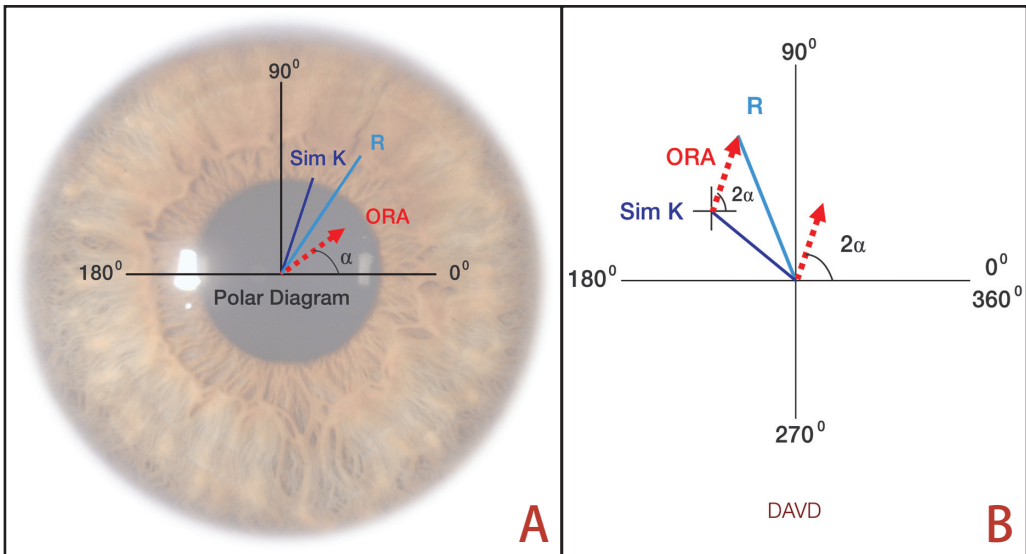 90⁰
R
Sim K
ORA
α
180⁰
0⁰
Polar Diagram
A
90⁰
R
ORA
2α
Sim K
2α
180⁰
0⁰
360⁰
270⁰
DAVD
B